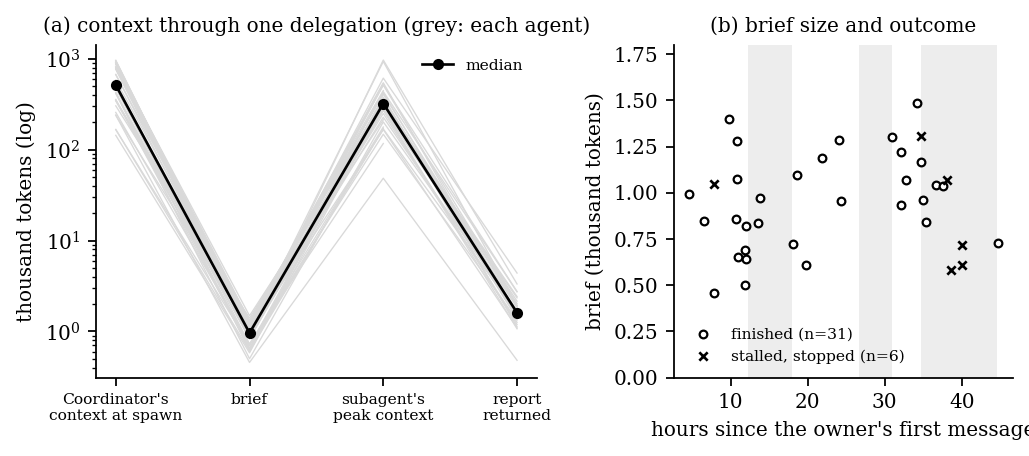 (a) context through one delegation (grey: each agent)
thousand tokens (log)
10³
10²
10¹
10⁰
median
Coordinator's
context at spawn
brief
subagent's
peak context
report
returned
(b) brief size and outcome
brief (thousand tokens)
1.75
1.50
1.25
1.00
0.75
0.50
0.25
0.00
finished (n=31)
stalled, stopped (n=6)
10
20
30
40
hours since the owner's first message